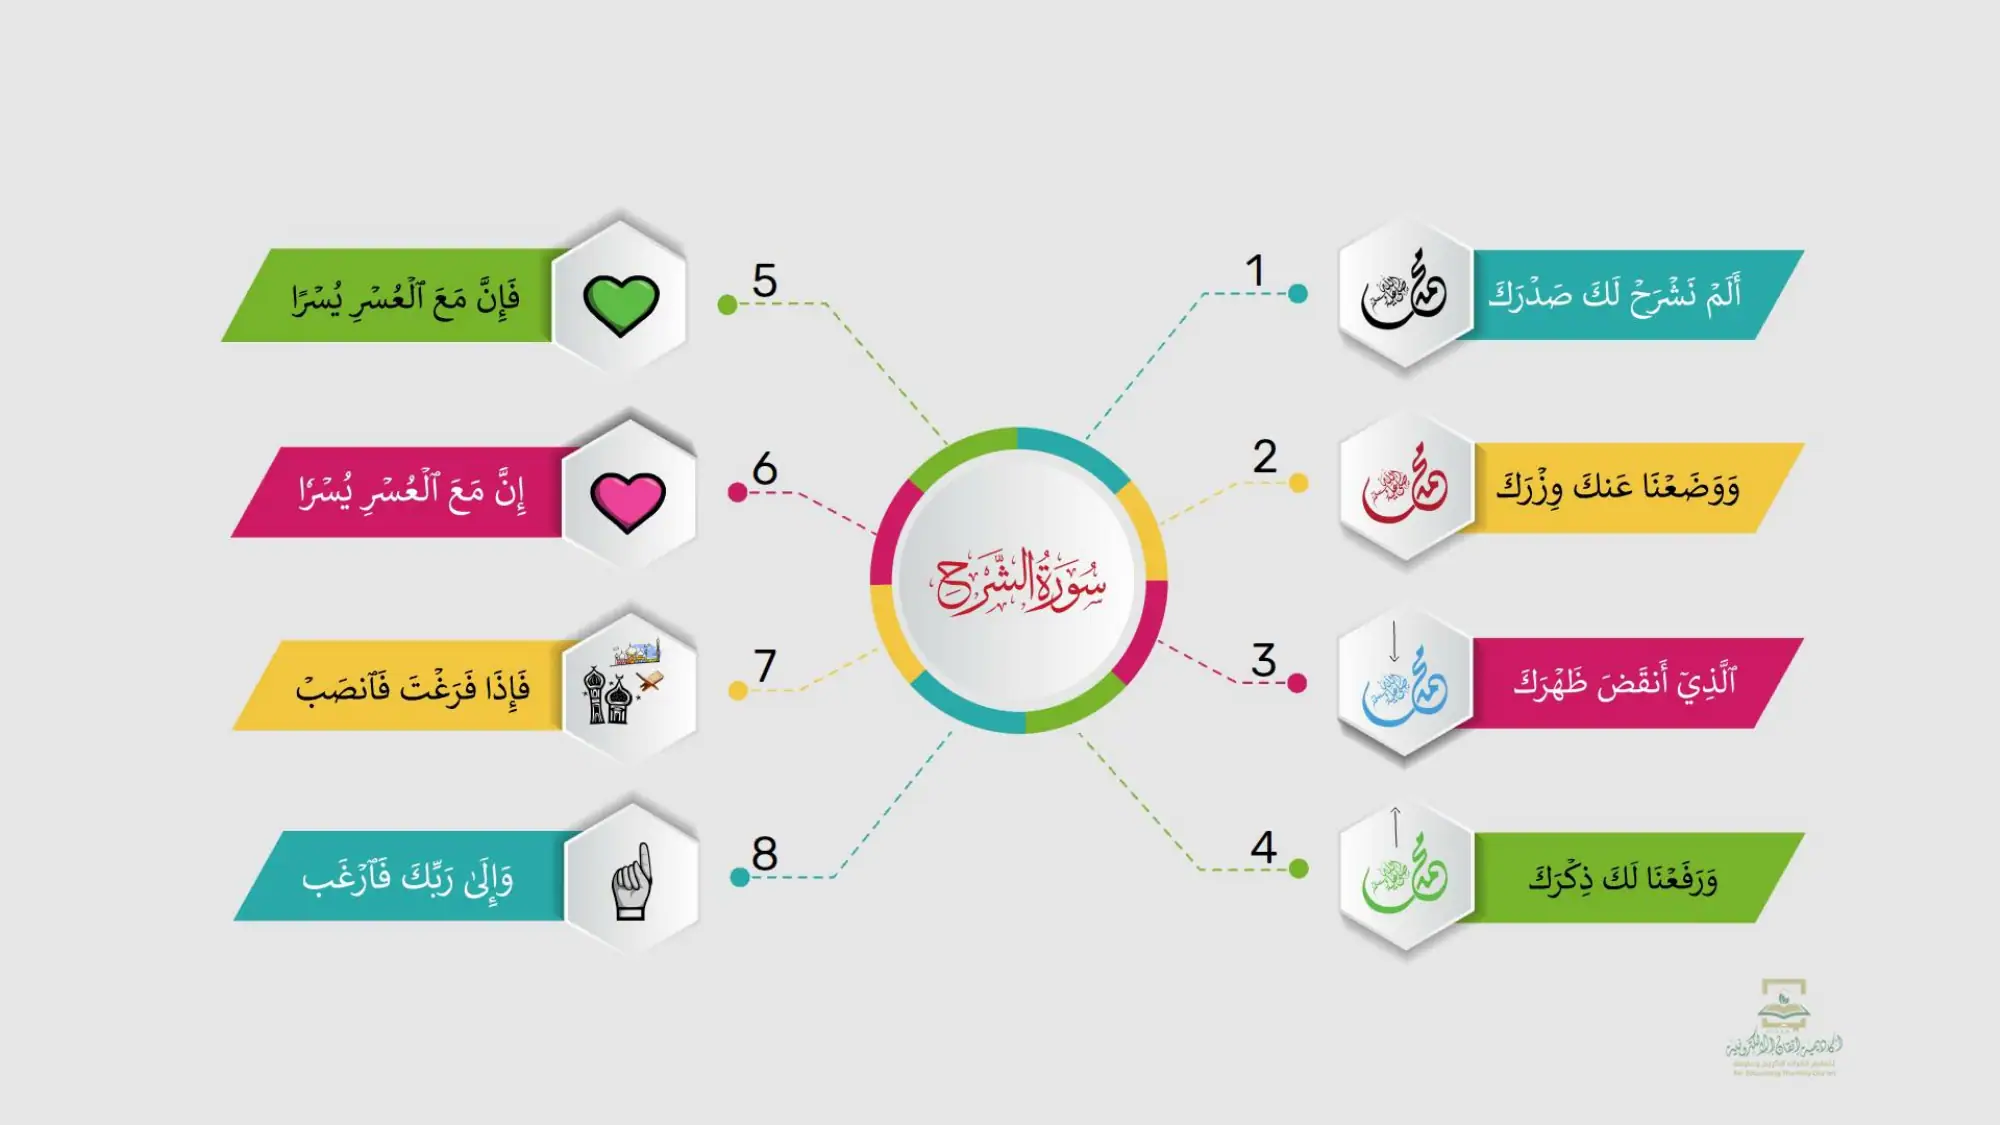 1
أَلَمْ نَشْرَحْ لَكَ صَدْرَكَ
2
وَوَضَعْنَا عَنكَ وِزْرَكَ
3
ٱلَّذِيٓ أَنقَضَ ظَهْرَكَ
4
وَرَفَعْنَا لَكَ ذِكْرَكَ
سُورَةُ الشَّرْحِ
5
فَإِنَّ مَعَ ٱلْعُسْرِ يُسْرًا
6
إِنَّ مَعَ ٱلْعُسْرِ يُسْرًا
7
فَإِذَا فَرَغْتَ فَٱنصَبْ
8
وَإِلَىٰ رَبِّكَ فَٱرْغَب